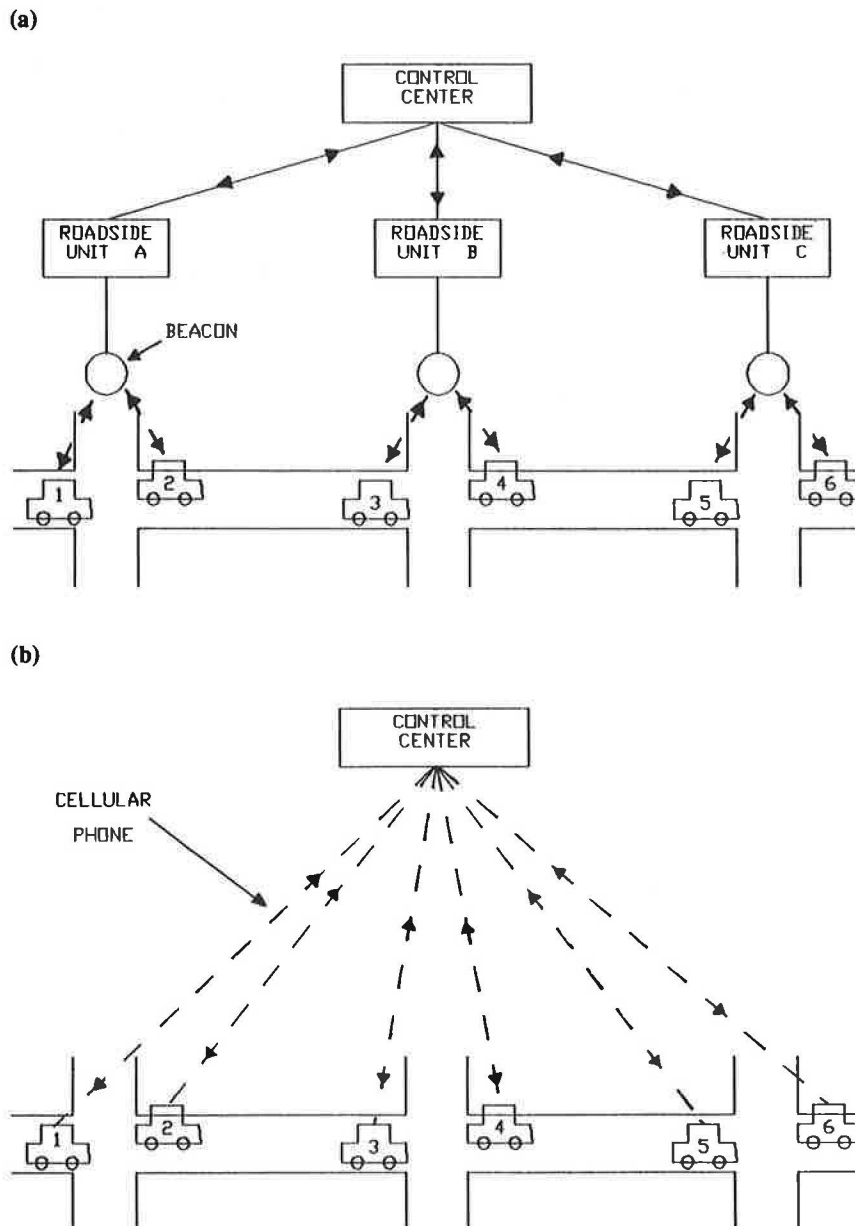 (a)
CONTROL
CENTER
ROADSIDE
UNIT A
ROADSIDE
UNIT B
ROADSIDE
UNIT C
BEACON
1
2
3
4
5
6
(b)
CONTROL
CENTER
CELLULAR
PHONE
1
2
3
4
5
6